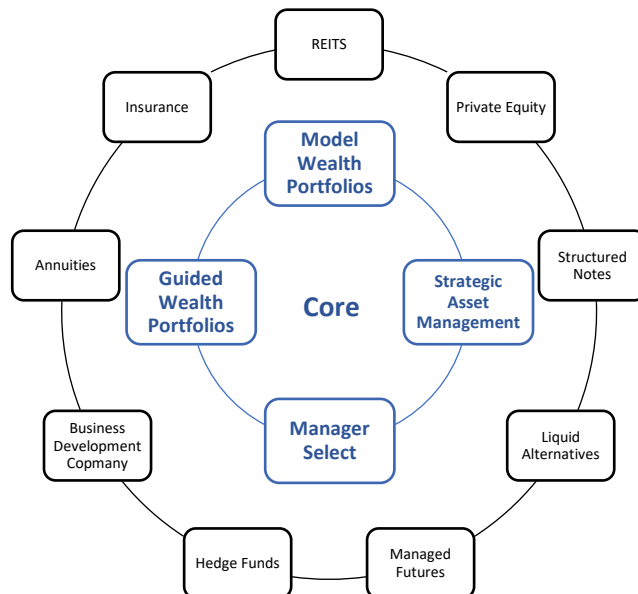 REITS
Insurance
Private Equity
Model
Wealth
Portfolios
Annuities
Guided
Wealth
Portfolios
Core
Strategic
Asset
Management
Structured
Notes
Business
Development
Copmany
Manager
Select
Liquid
Alternatives
Hedge Funds
Managed
Futures